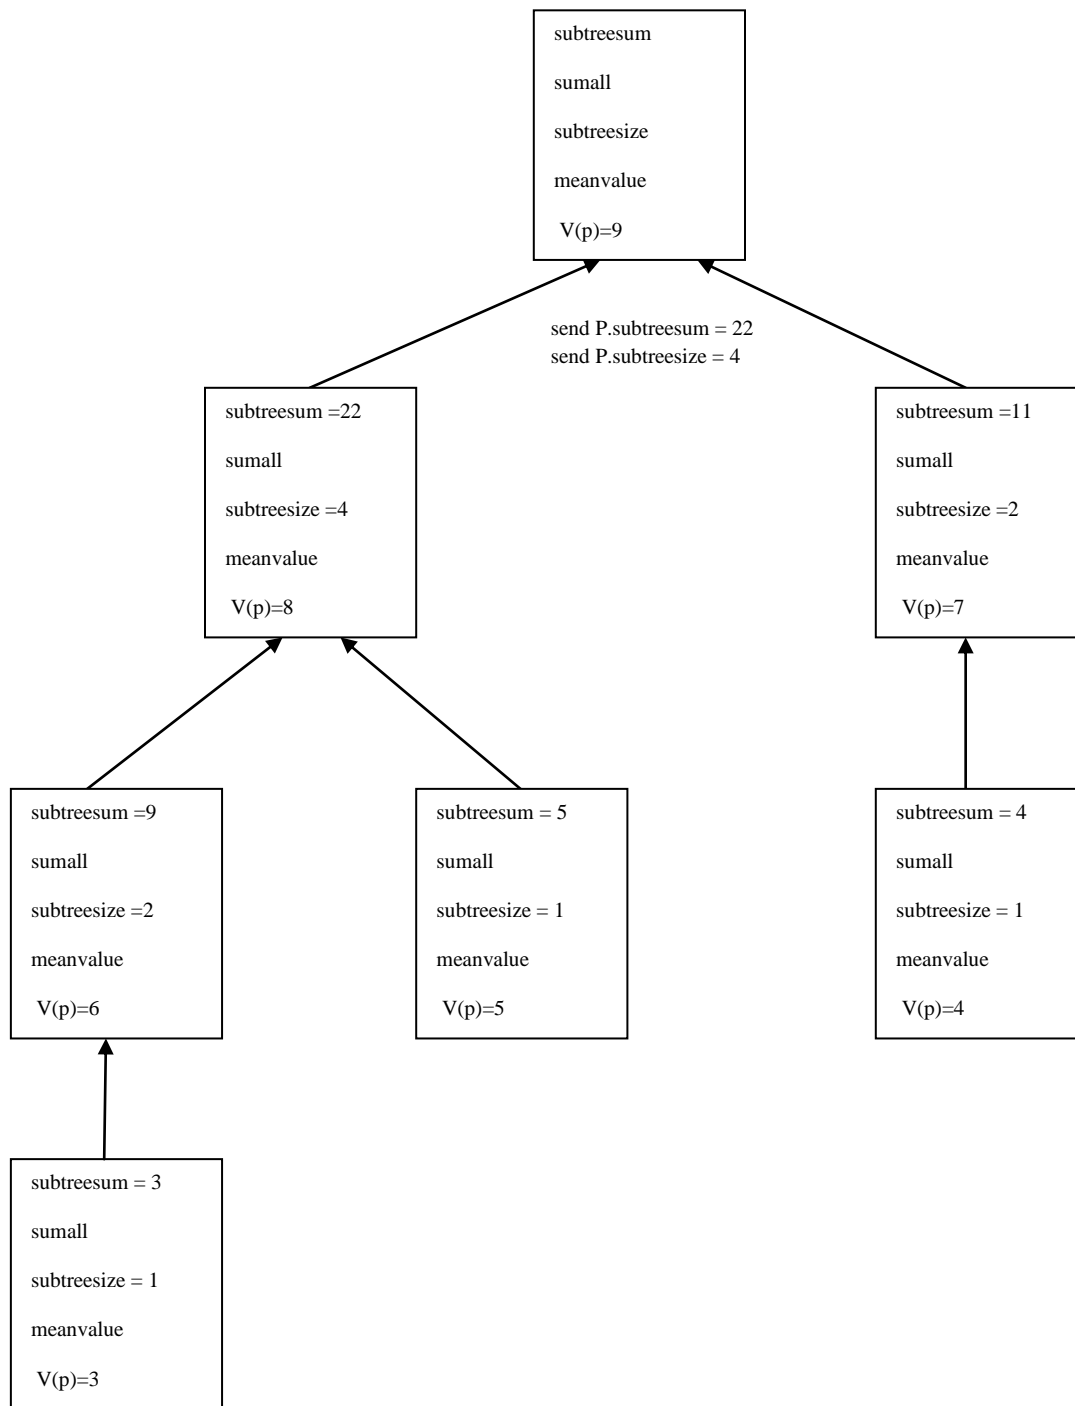 subtreesum
sumall
subtreesize
meanvalue
V(p)=9
send P.subtreesum = 22
send P.subtreesize = 4
subtreesum =22
sumall
subtreesize =4
meanvalue
V(p)=8
subtreesum =11
sumall
subtreesize =2
meanvalue
V(p)=7
subtreesum =9
sumall
subtreesize =2
meanvalue
V(p)=6
subtreesum = 5
sumall
subtreesize = 1
meanvalue
V(p)=5
subtreesum = 4
sumall
subtreesize = 1
meanvalue
V(p)=4
subtreesum = 3
sumall
subtreesize = 1
meanvalue
V(p)=3